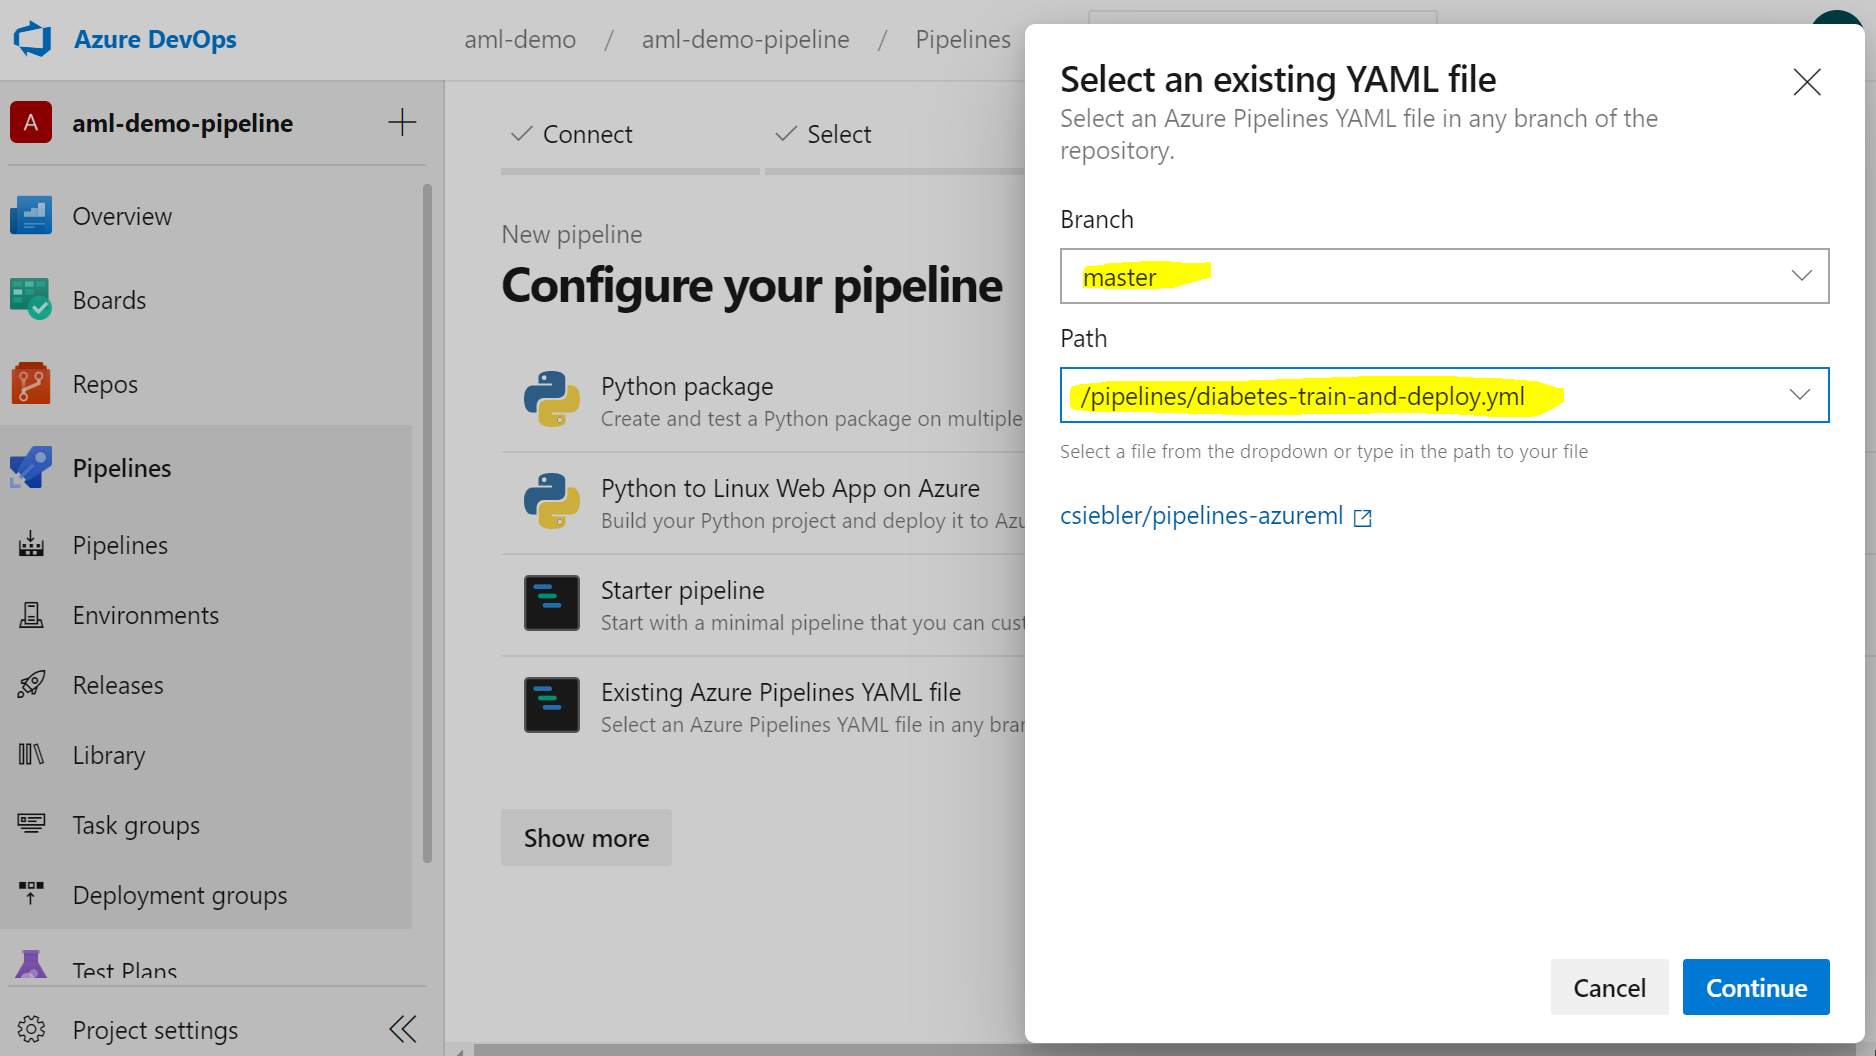 Azure DevOps
aml-demo / aml-demo-pipeline / Pipelines
A aml-demo-pipeline
Overview
Boards
Repos
Pipelines
Pipelines
Environments
Releases
Library
Task groups
Deployment groups
Test Plans
Project settings
Connect
Select
New pipeline
Configure your pipeline
Python package
Create and test a Python package on multiple
Python to Linux Web App on Azure
Build your Python project and deploy it to Azu
Starter pipeline
Start with a minimal pipeline that you can cust
Existing Azure Pipelines YAML file
Select an Azure Pipelines YAML file in any bran
Show more
Select an existing YAML file
Select an Azure Pipelines YAML file in any branch of the
repository.
Branch
master
Path
/pipelines/diabetes-train-and-deploy.yml
Select a file from the dropdown or type in the path to your file
csiebler/pipelines-azureml
Cancel
Continue